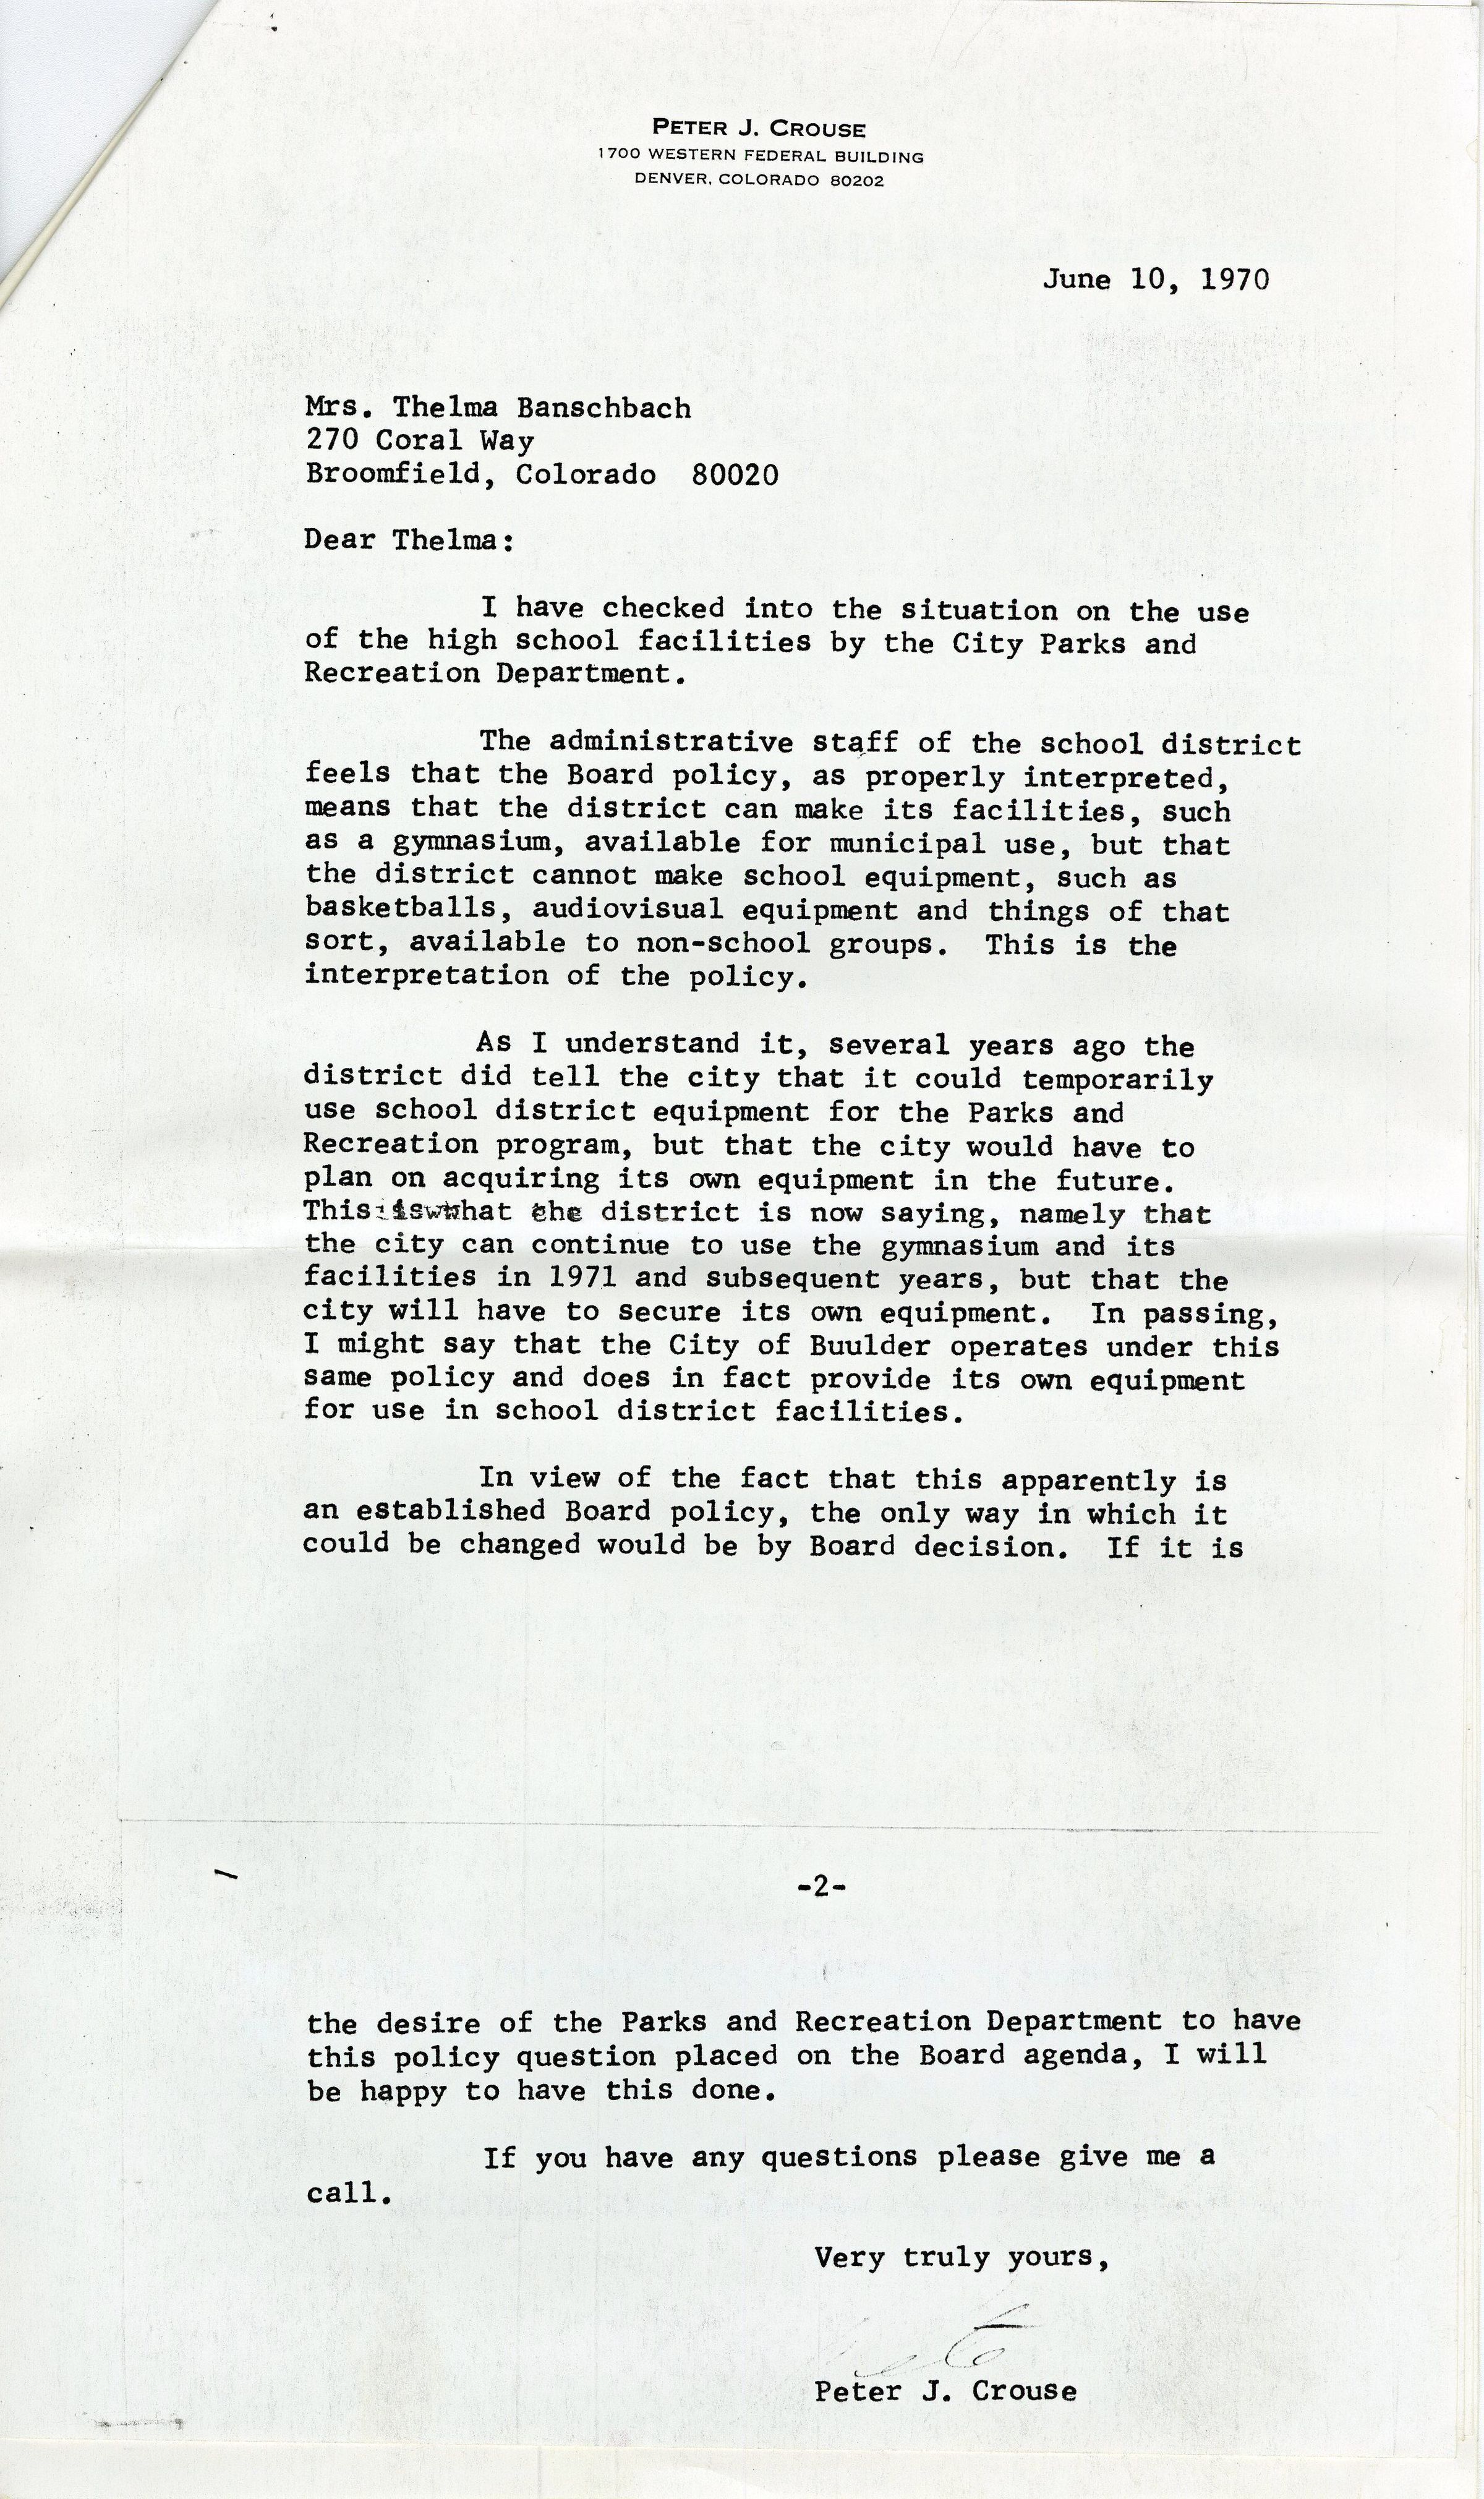 PETER J. CROUSE
1700 WESTERN FEDERAL BUILDING
DENVER, COLORADO 80202
June 10, 1970
Mrs. Thelma Banschbach
270 Coral Way
Broomfield, Colorado 80020
Dear Thelma:
I have checked into the situation on the use
of the high school facilities by the City Parks and
Recreation Department.
The administrative staff of the school district
feels that the Board policy, as properly interpreted,
means that the district can make its facilities, such
as a gymnasium, available for municipal use, but that
the district cannot make school equipment, such as
basketballs, audiovisual equipment and things of that
sort, available to non-school groups. This is the
interpretation of the policy.
As I understand it, several years ago the
district did tell the city that it could temporarily
use school district equipment for the Parks and
Recreation program, but that the city would have to
plan on acquiring its own equipment in the future.
This is what the district is now saying, namely that
the city can continue to use the gymnasium and its
facilities in 1971 and subsequent years, but that the
city will have to secure its own equipment. In passing,
I might say that the City of Buulder operates under this
same policy and does in fact provide its own equipment
for use in school district facilities.
In view of the fact that this apparently is
an established Board policy, the only way in which it
could be changed would be by Board decision. If it is
-2-
the desire of the Parks and Recreation Department to have
this policy question placed on the Board agenda, I will
be happy to have this done.
If you have any questions please give me a
call.
Very truly yours,
Peter J. Crouse